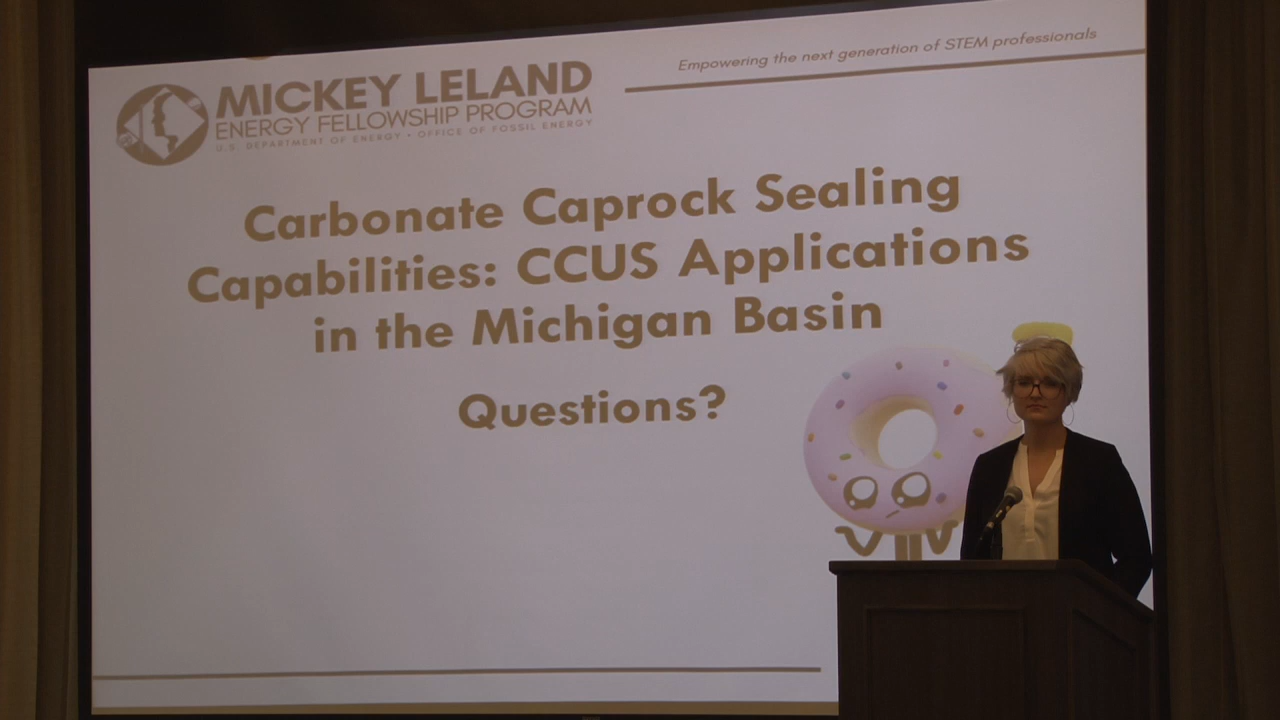 MICKEY LELAND
ENERGY FELLOWSHIP PROGRAM
U.S. DEPARTMENT OF ENERGY • OFFICE OF FOSSIL ENERGY
Empowering the next generation of STEM professionals
Carbonate Caprock Sealing
Capabilities: CCUS Applications
in the Michigan Basin
Questions?